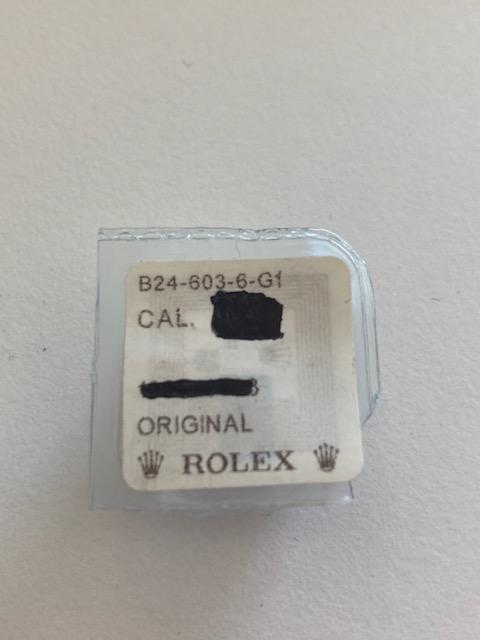 B24-603-6-G1
CAL.
ORIGINAL
ROLEX